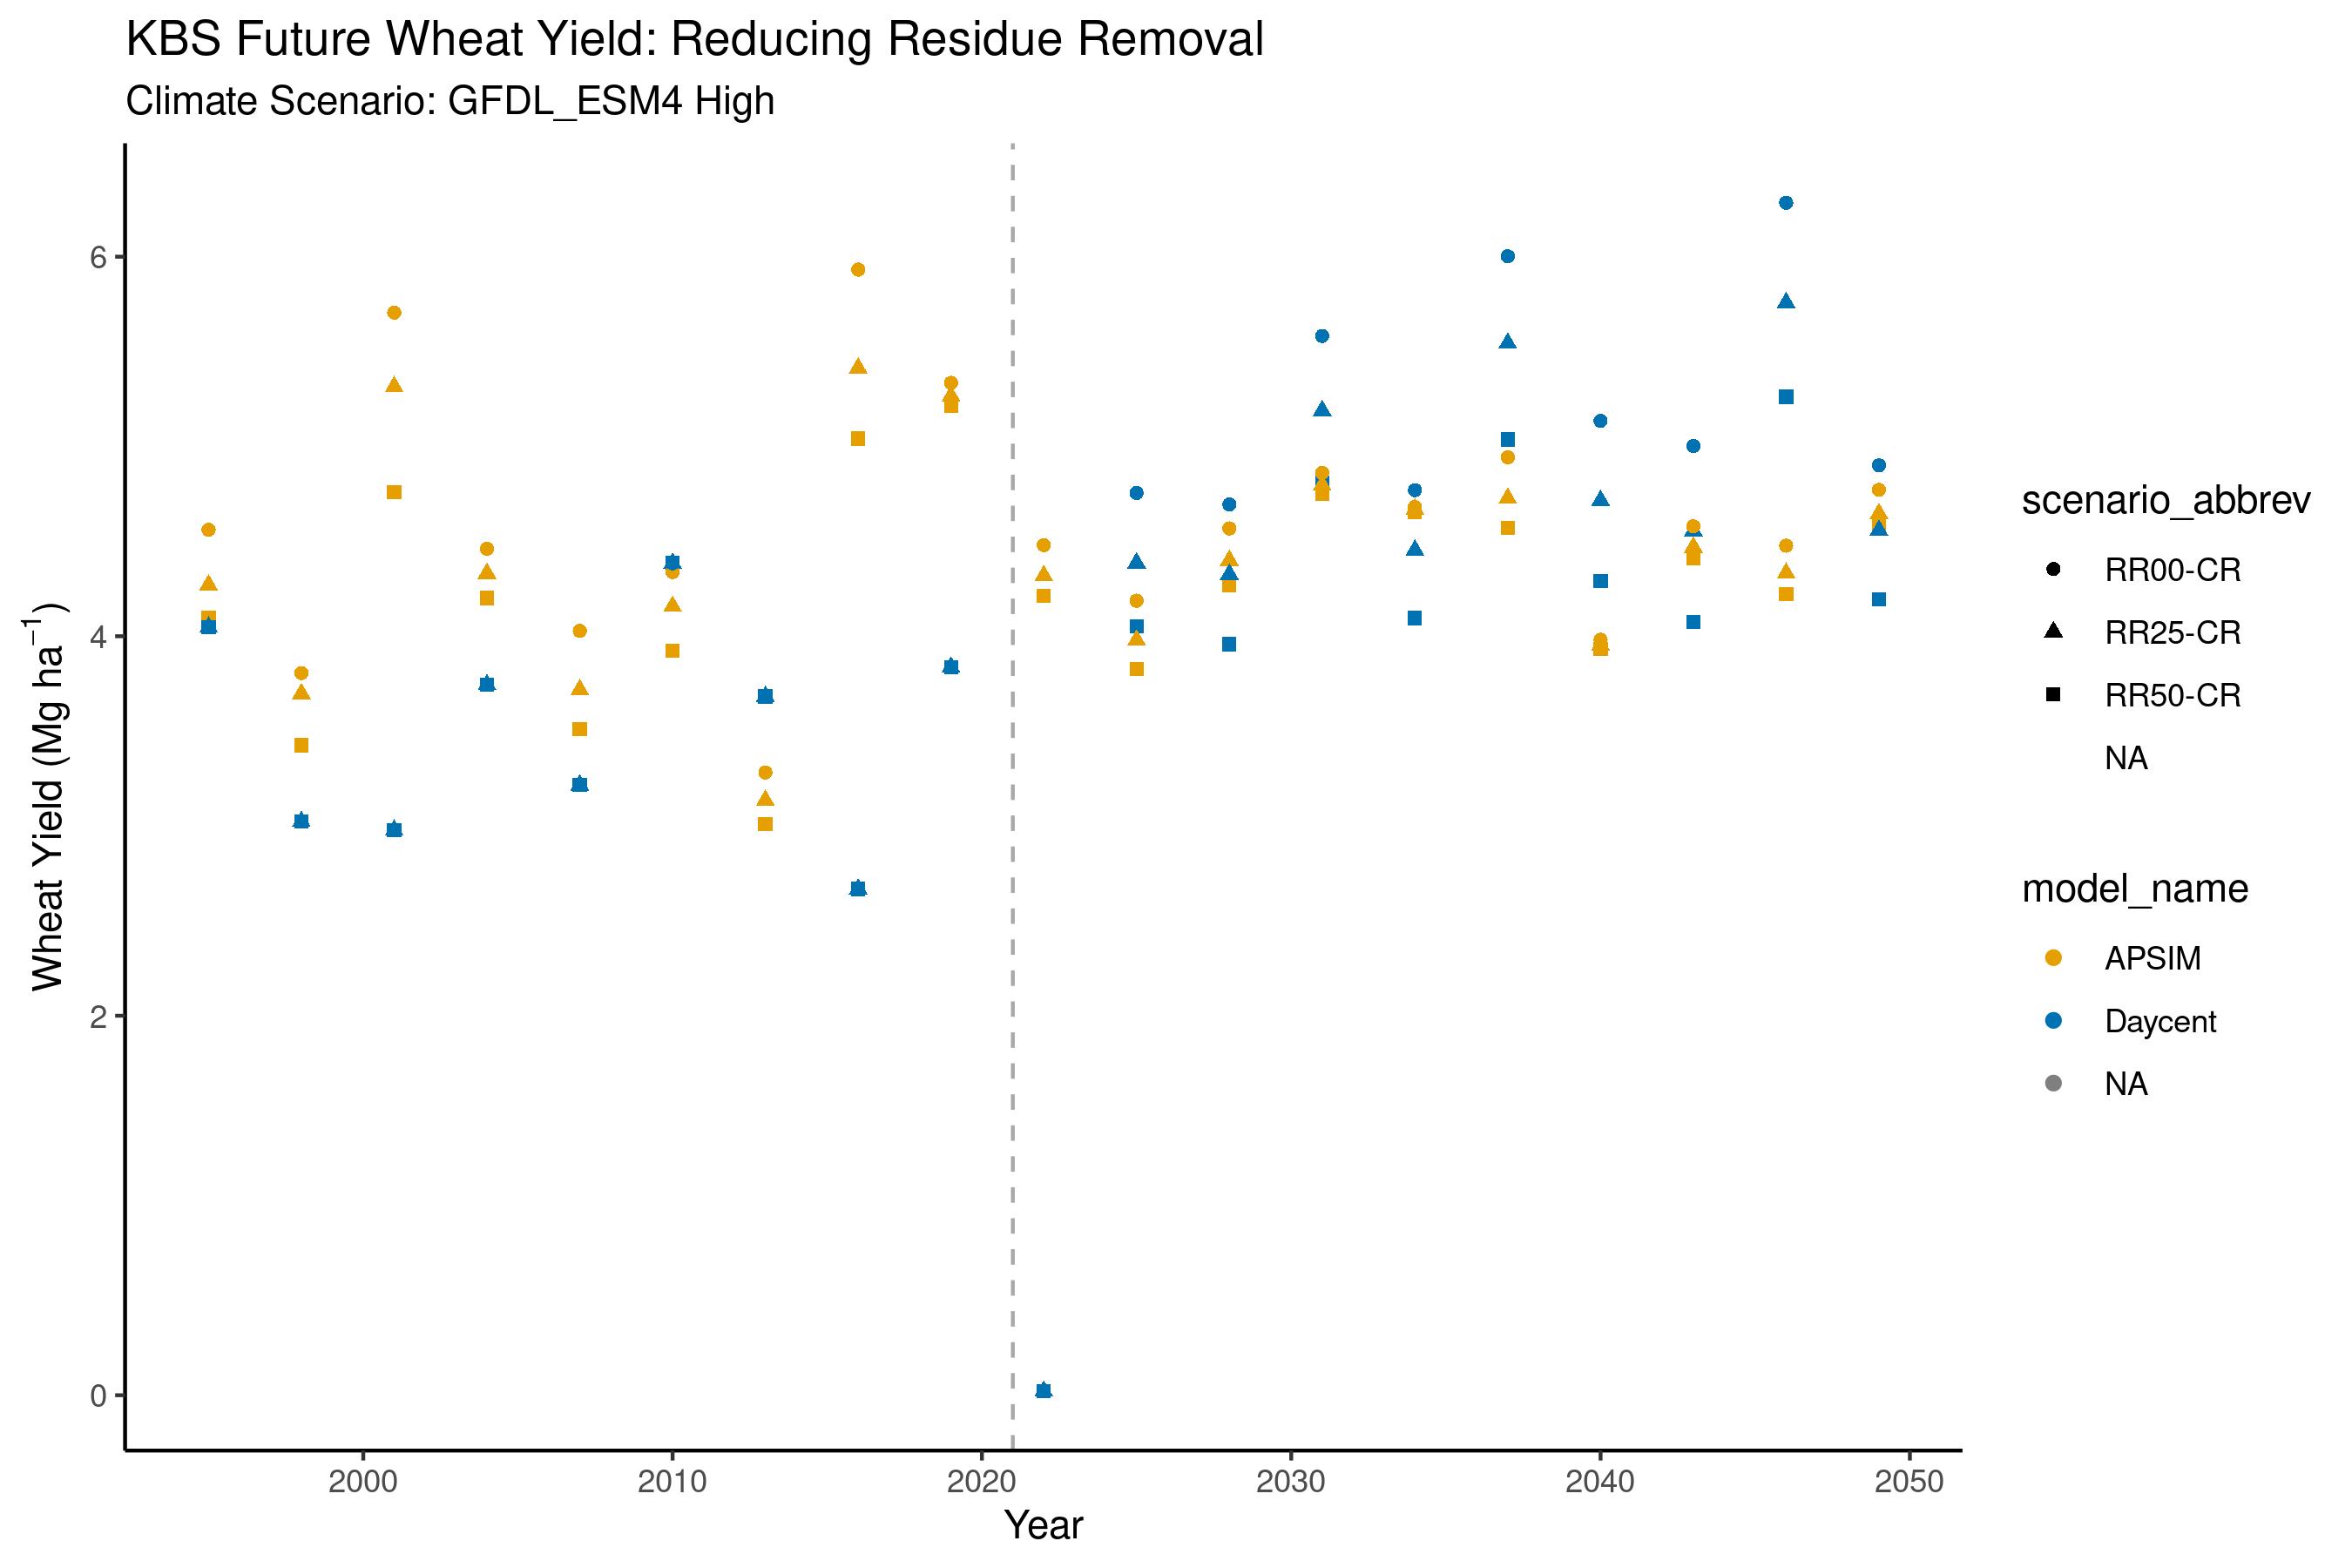 KBS Future Wheat Yield: Reducing Residue Removal
Climate Scenario: GFDL_ESM4 High
Wheat Yield (Mg ha⁻¹)
6
4
2
0
2000
2010
2020
2030
2040
2050
Year
scenario_abbrev
RR00-CR
RR25-CR
RR50-CR
NA
model_name
APSIM
Daycent
NA